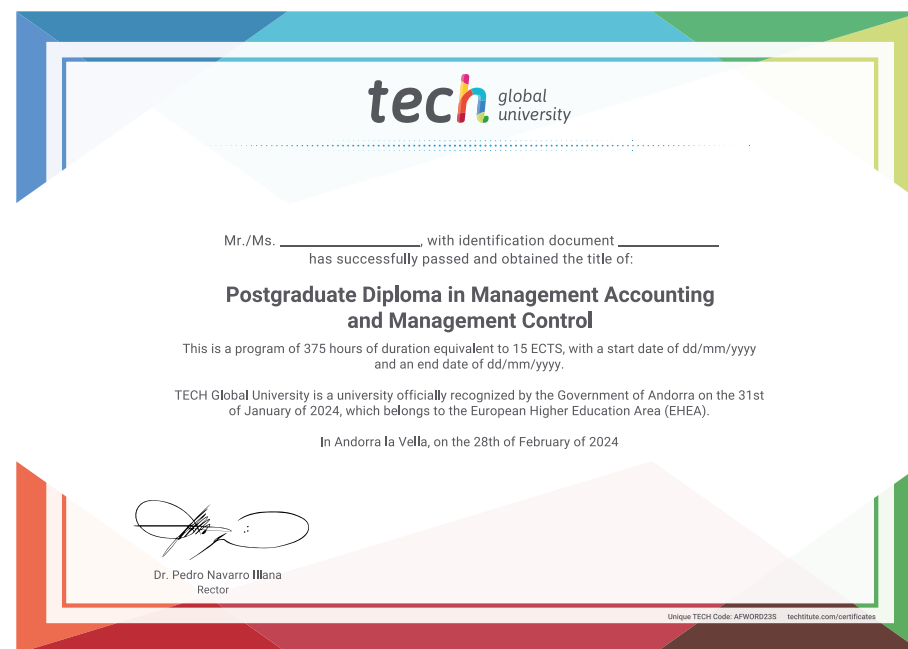 tech global
university
Mr./Ms. ____________________, with identification document ______________
has successfully passed and obtained the title of:
Postgraduate Diploma in Management Accounting
and Management Control
This is a program of 375 hours of duration equivalent to 15 ECTS, with a start date of dd/mm/yyyy
and an end date of dd/mm/yyyy.
TECH Global University is a university officially recognized by the Government of Andorra on the 31st
of January of 2024, which belongs to the European Higher Education Area (EHEA).
In Andorra la Vella, on the 28th of February of 2024
Dr. Pedro Navarro Illana
Rector
Unique TECH Code: AFWORD23S techtitute.com/certificates